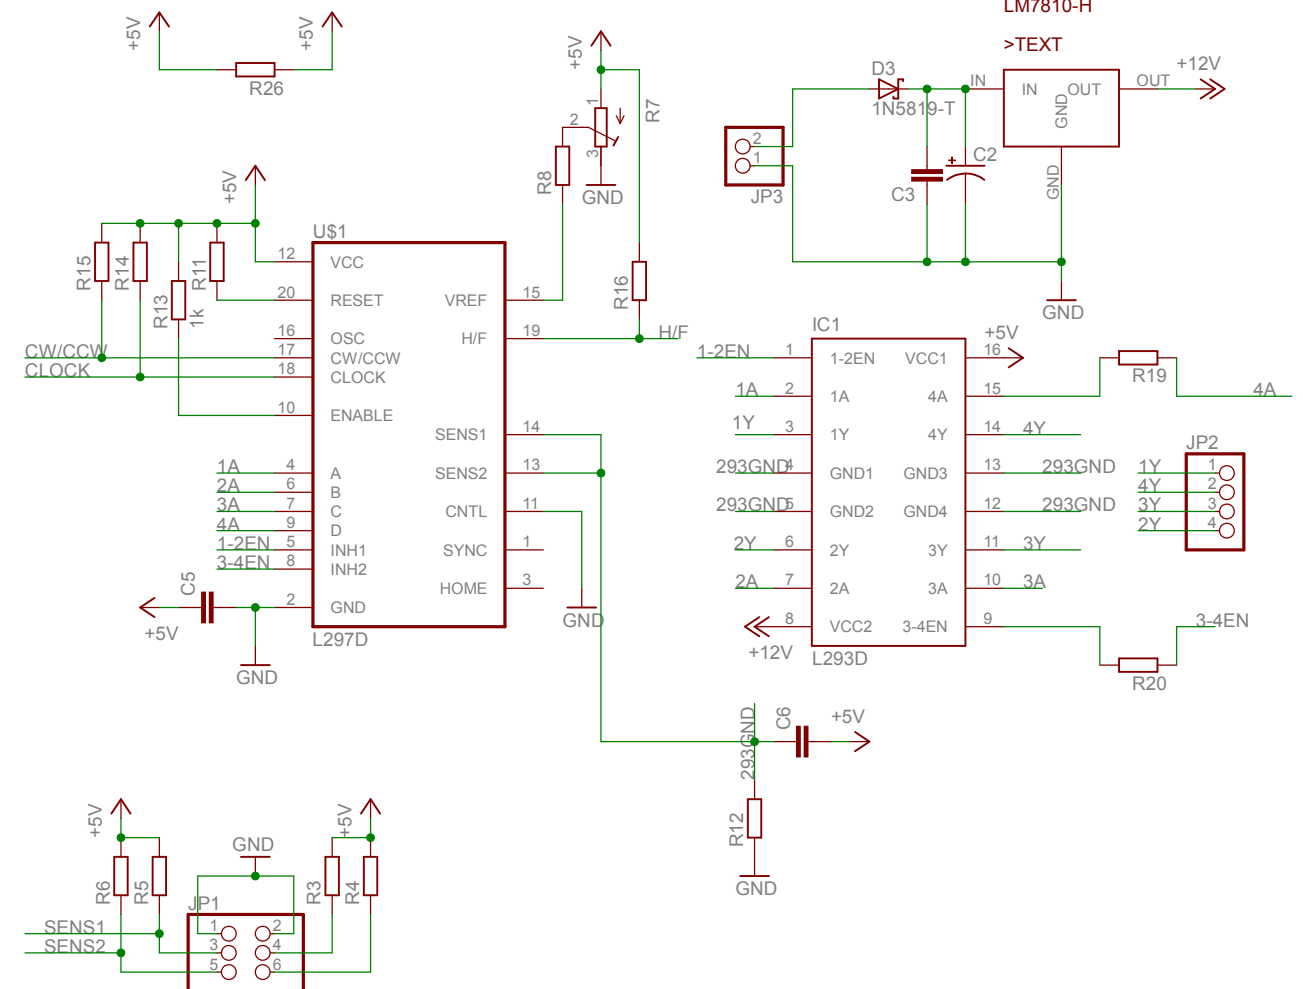 LM7810-H
>TEXT
+5V
+5V
R26
+5V
1
2
3
R7
R8
GND
D3
1N5819-T
IN
IN
OUT
GND
OUT
+12V
GND
2
1
JP3
C3
+
C2
GND
+5V
R15
R14
R13
1k
R11
U$1
12
VCC
20
RESET
16
OSC
CW/CCW
17
CW/CCW
CLOCK
18
CLOCK
10
ENABLE
1A
4
A
2A
6
B
3A
7
C
4A
9
D
1-2EN
5
INH1
3-4EN
8
INH2
2
GND
L297D
VREF
15
H/F
19
H/F
R16
SENS1
14
SENS2
13
CNTL
11
SYNC
1
HOME
3
GND
C5
+5V
GND
IC1
1-2EN
1
1-2EN
VCC1
16
+5V
1A
2
1A
4A
15
R19
4A
1Y
3
1Y
4Y
14
4Y
293GND
4
GND1
GND3
13
293GND
293GND
5
GND2
GND4
12
293GND
2Y
6
2Y
3Y
11
3Y
2A
7
2A
3A
10
3A
8
VCC2
3-4EN
9
3-4EN
+12V
L293D
R20
JP2
1Y
1
4Y
2
3Y
3
2Y
4
293GND
C6
+5V
R12
GND
+5V
R6
R5
GND
+5V
R3
R4
JP1
SENS1
1
2
SENS2
3
4
5
6